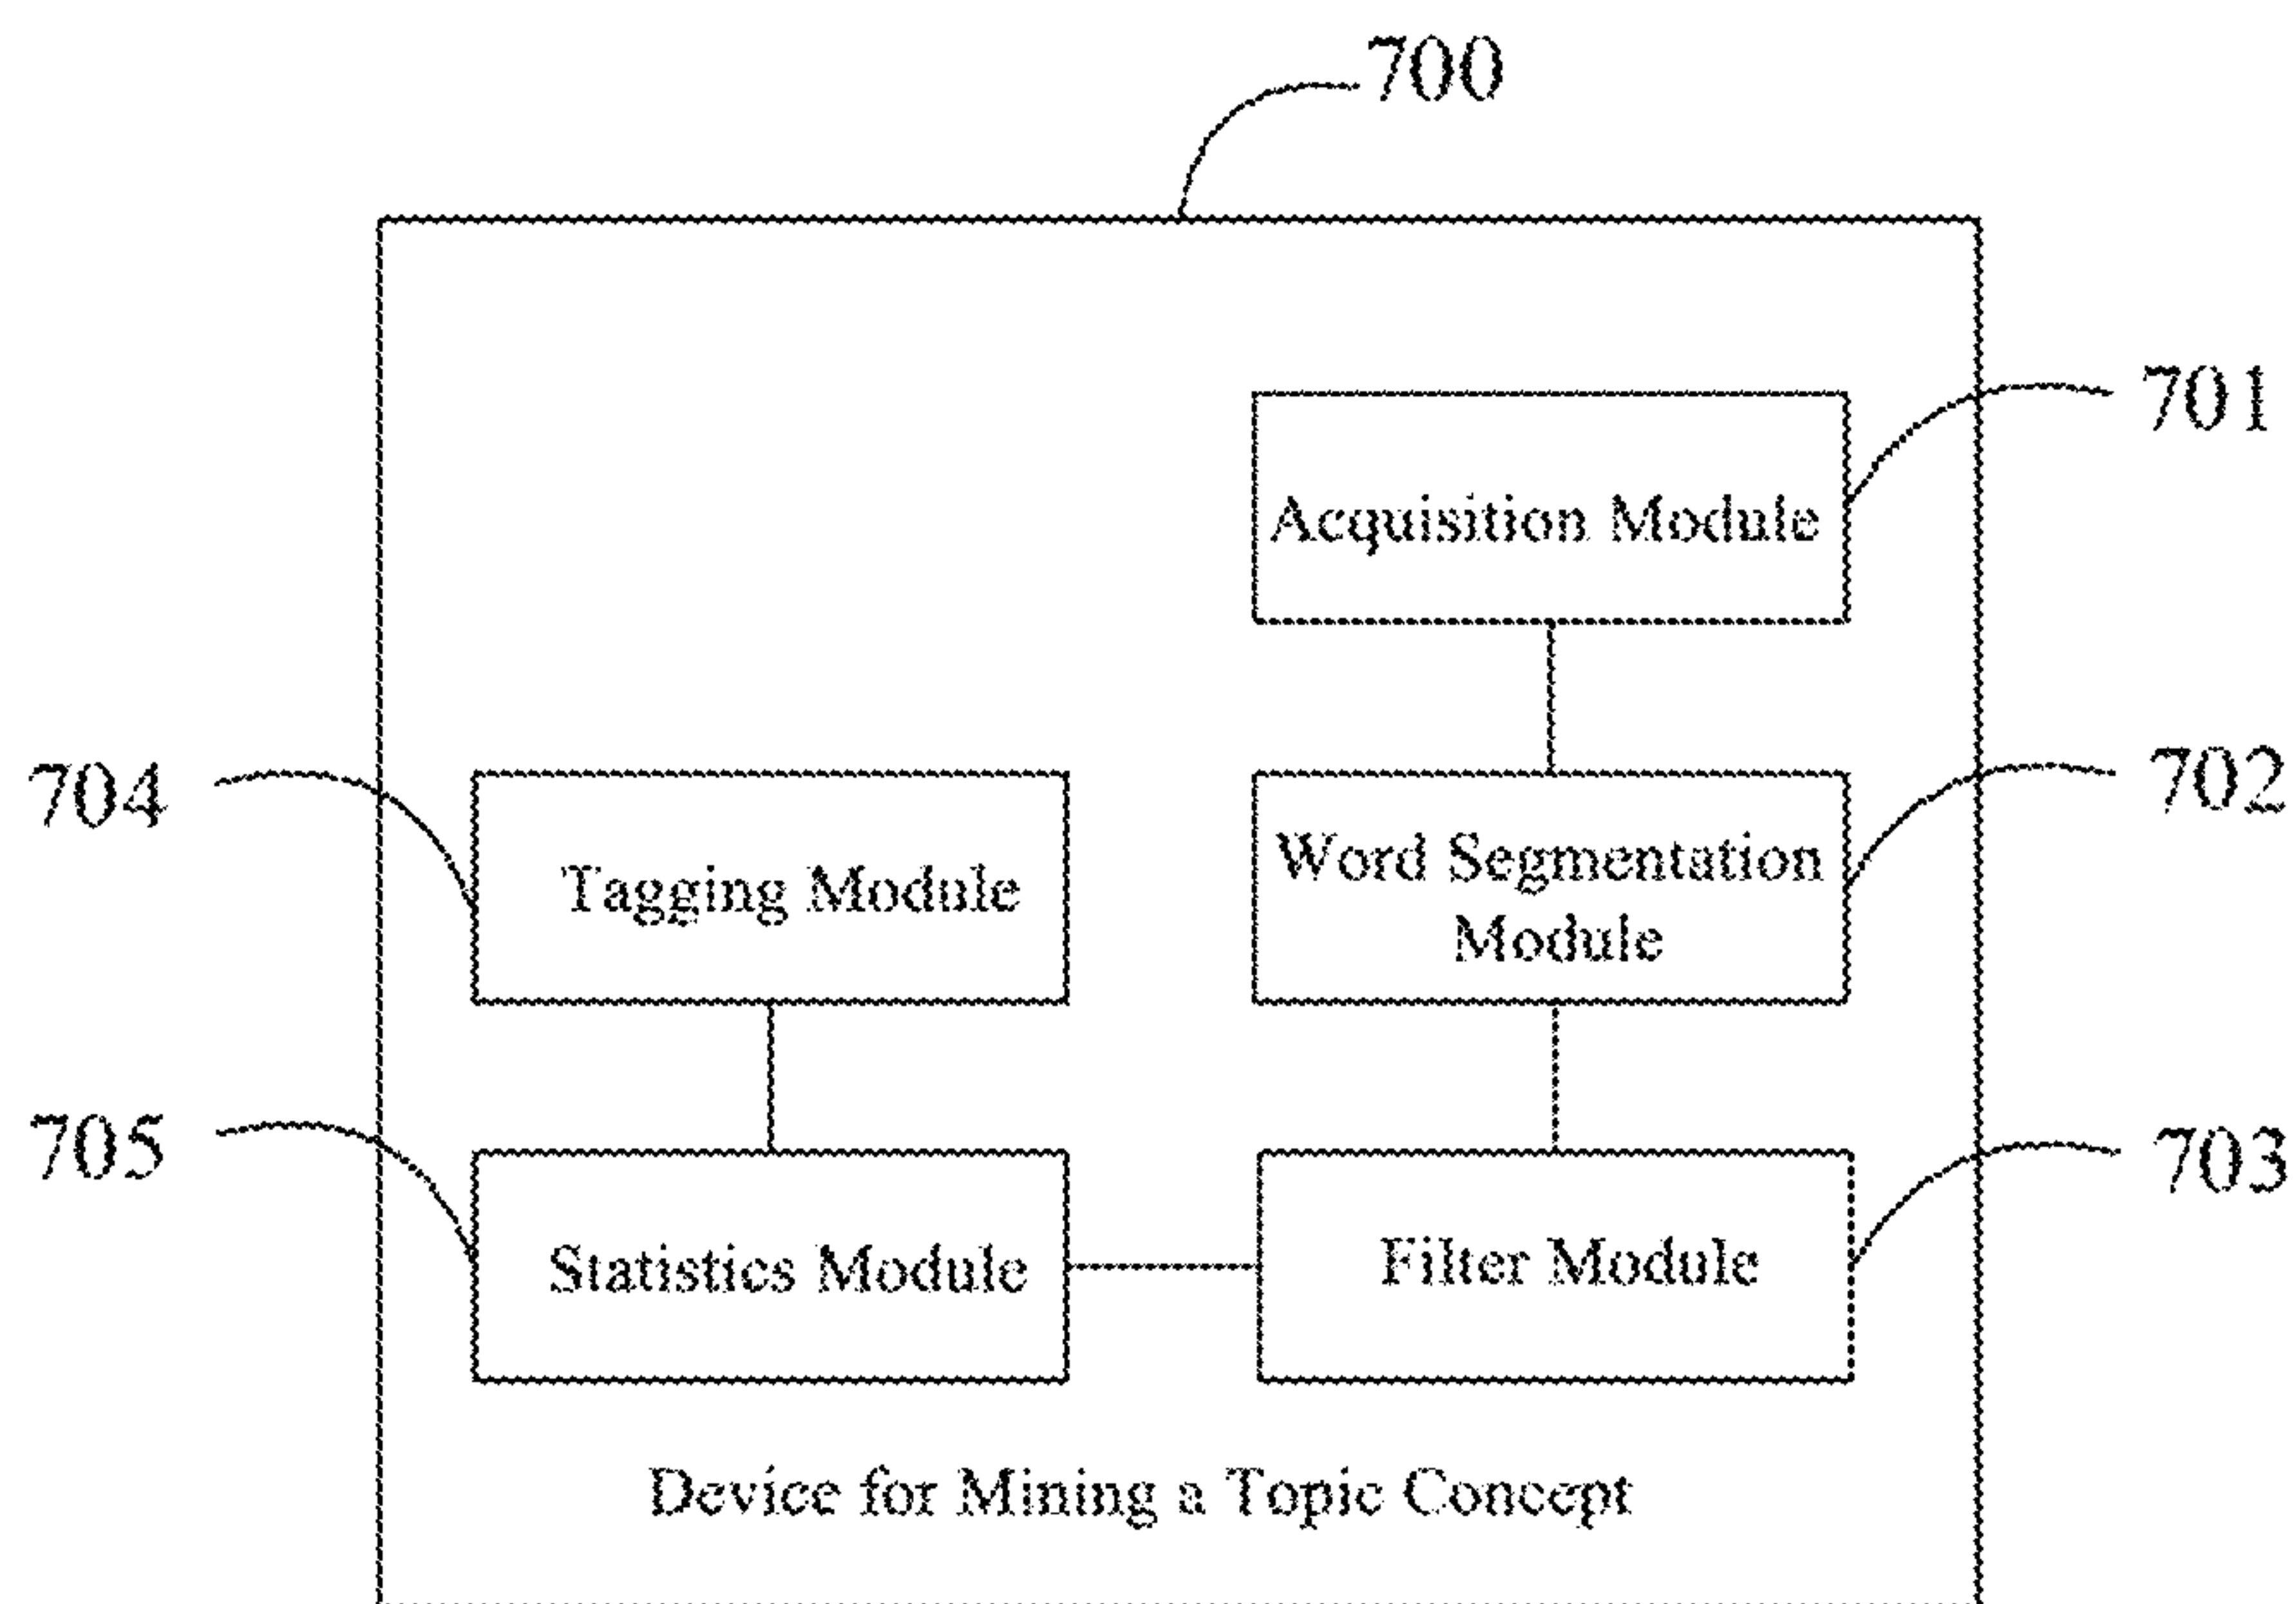 700
701
Acquisition Module
704
702
Tagging Module
Word Segmentation
Module
705
703
Statistics Module
Filter Module
Device for Mining a Topic Concept